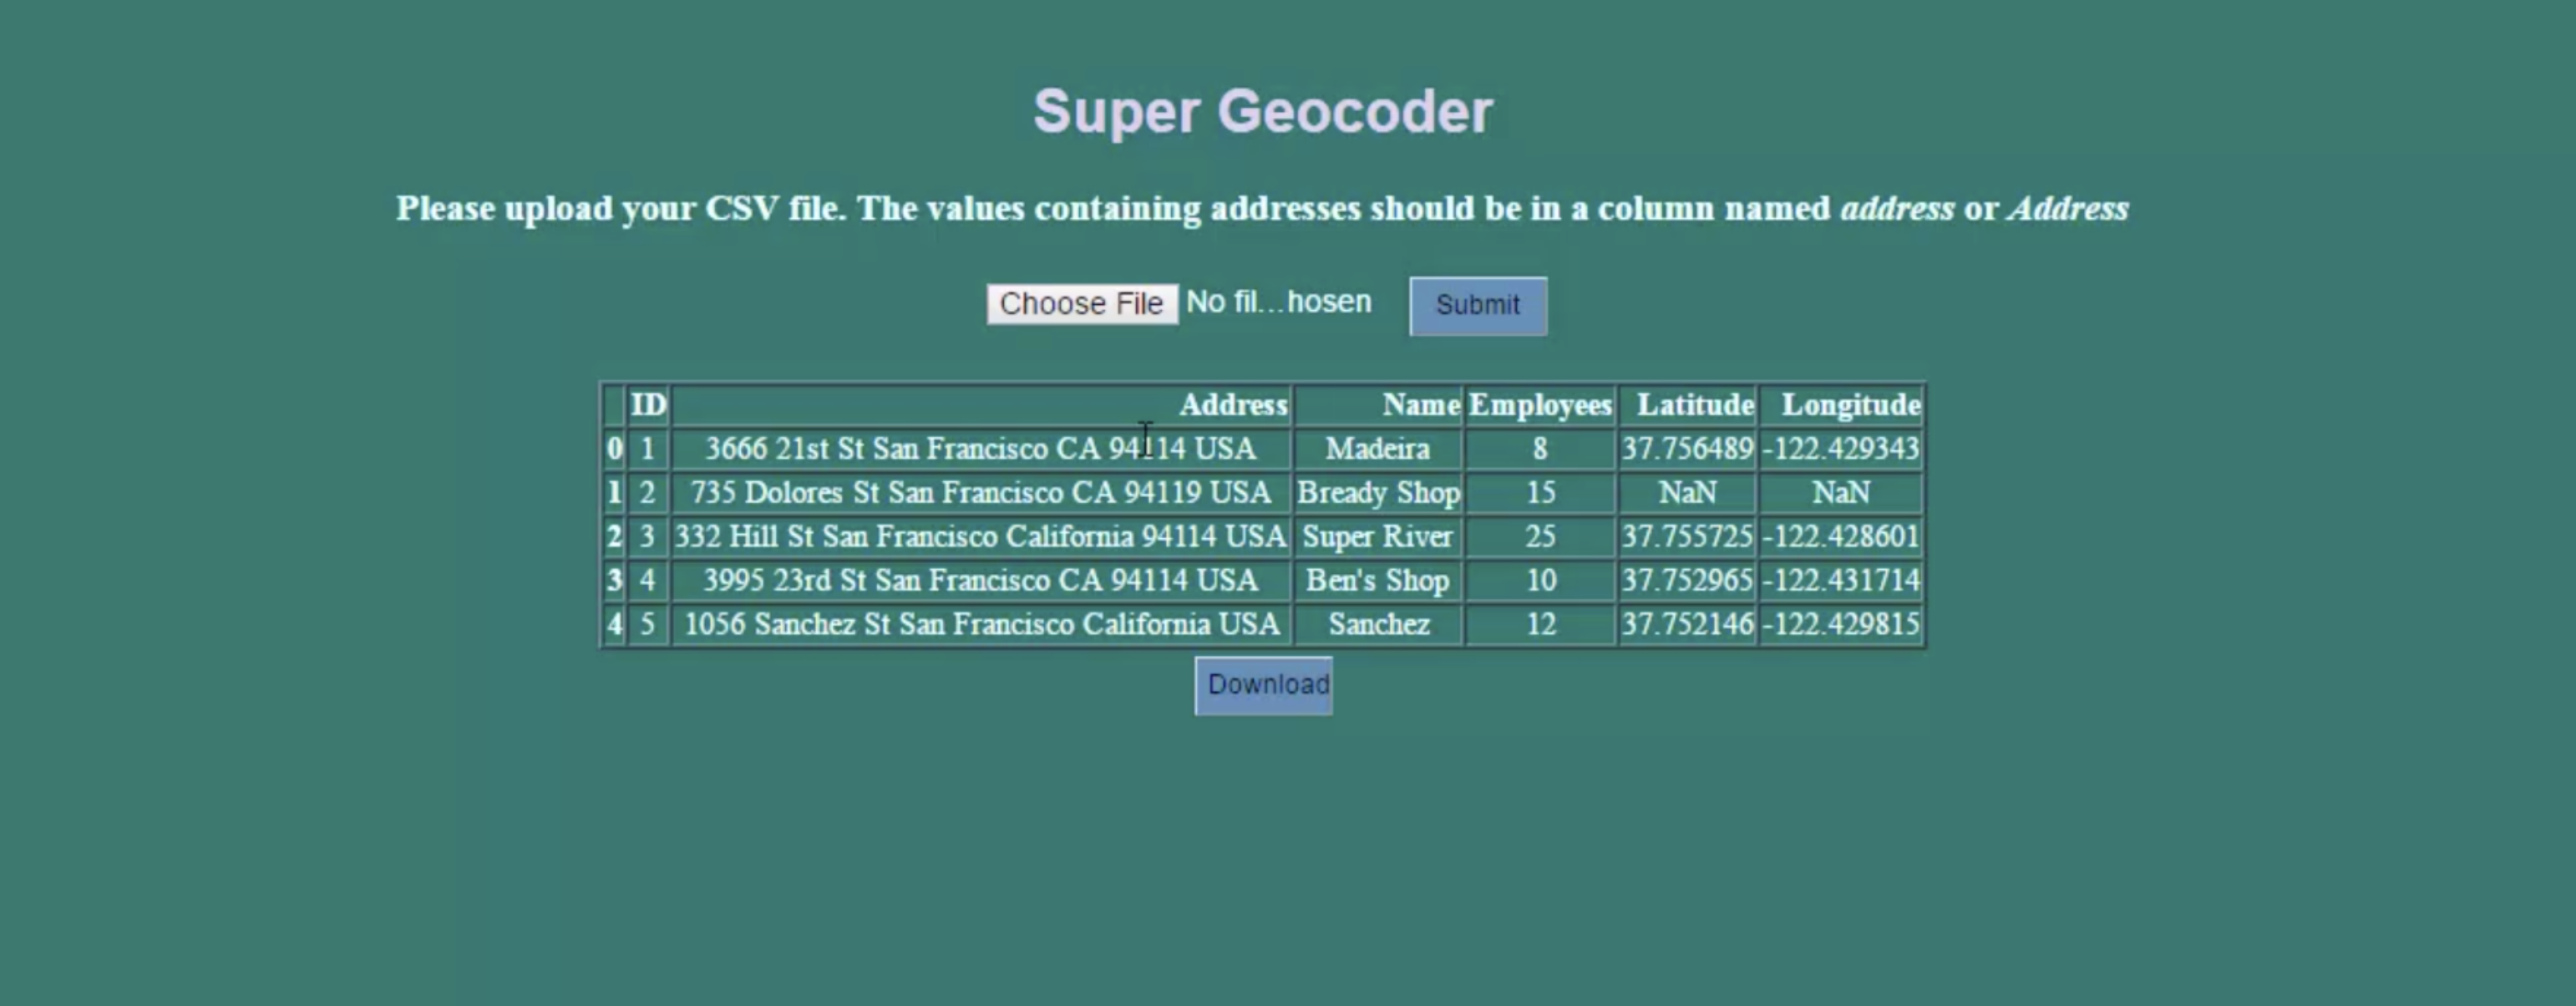 Super Geocoder
Please upload your CSV file. The values containing addresses should be in a column named address or Address
Choose File No fil...hosen Submit
ID Address Name Employees Latitude Longitude
0 1 3666 21st St San Francisco CA 94114 USA Madeira 8 37.756489 -122.429343
1 2 735 Dolores St San Francisco CA 94119 USA Bready Shop 15 NaN NaN
2 3 332 Hill St San Francisco California 94114 USA Super River 25 37.755725 -122.428601
3 4 3995 23rd St San Francisco CA 94114 USA Ben's Shop 10 37.752965 -122.431714
4 5 1056 Sanchez St San Francisco California USA Sanchez 12 37.752146 -122.429815
Download